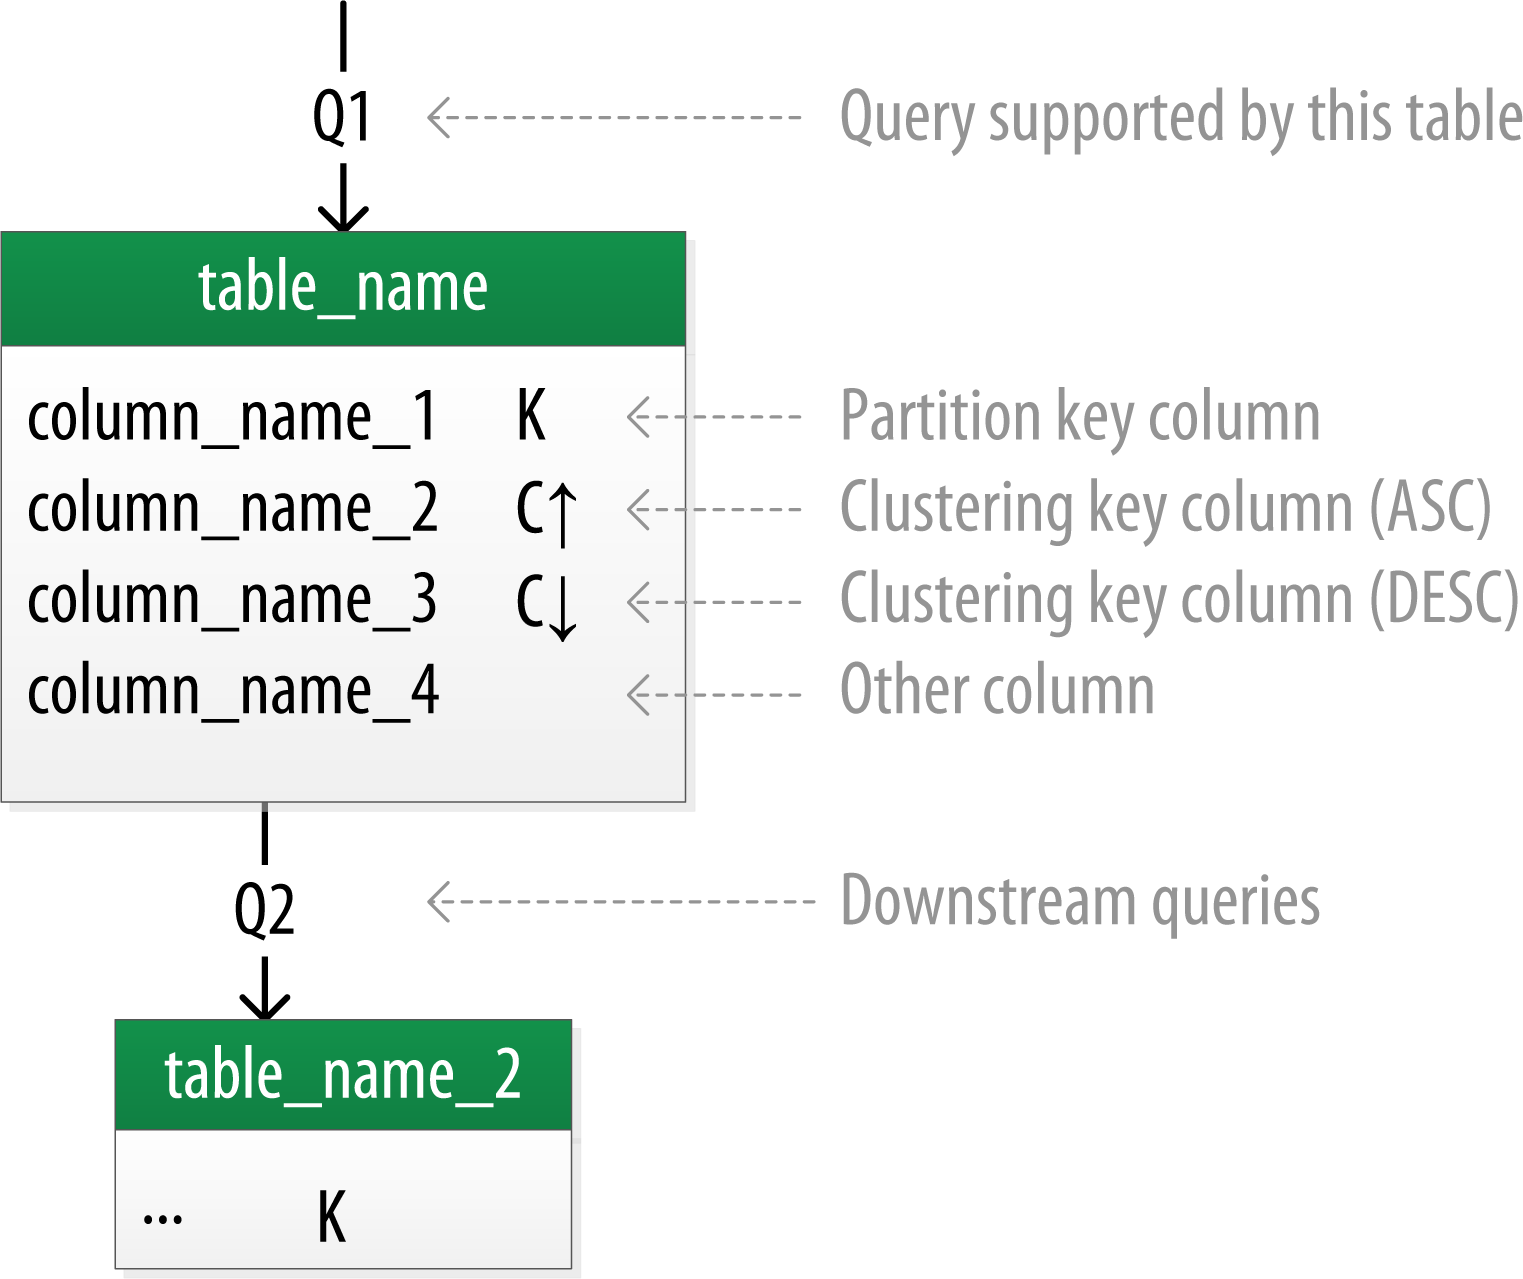 Q1 Query supported by this table
table_name
column_name_1 K Partition key column
column_name_2 C↑ Clustering key column (ASC)
column_name_3 C↓ Clustering key column (DESC)
column_name_4 Other column
Q2 Downstream queries
table_name_2
... K